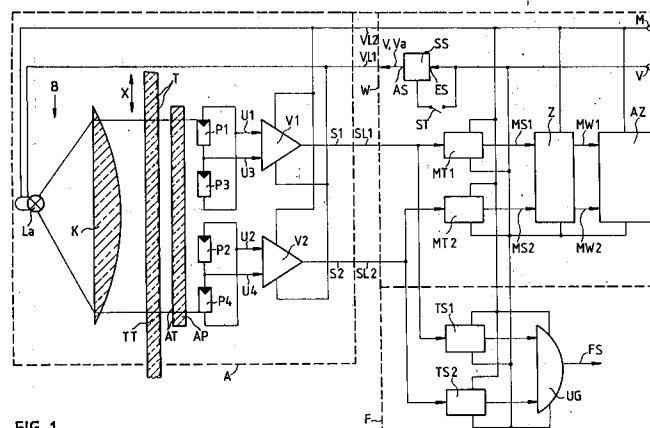 VL2
M
V, Va
SS
VL1
V
AS
ES
W
ST
B
X
T
U1
V1
P1
S1
SL1
MS1
Z
MW1
AZ
U3
P3
MT1
La
K
U2
V2
P2
MT2
MS2
MW2
U4
S2
SL2
P4
TT
AT
AP
TS1
FS
TS2
UG
A
F
FIG. 1